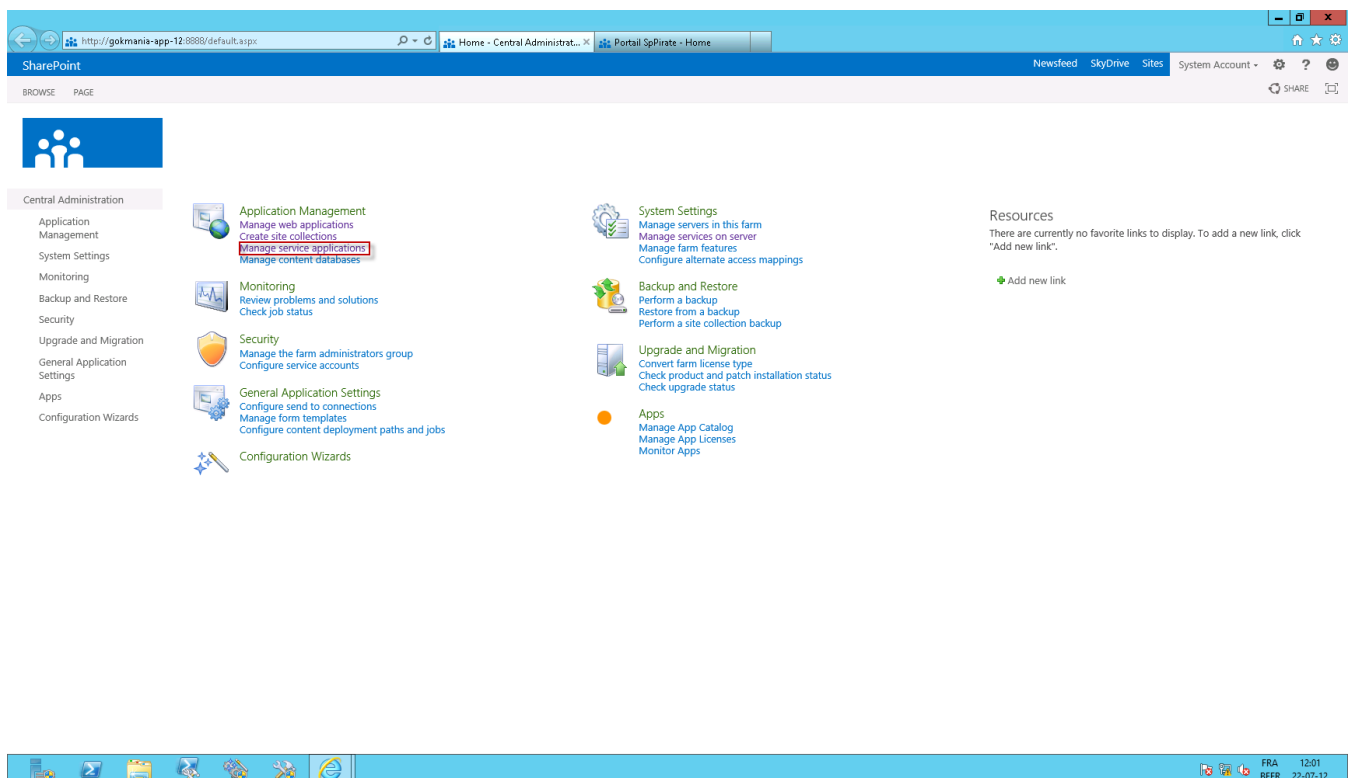 http://gokmania-app-12:8888/default.aspx
Home - Central Administrat...
Portail SpPirate - Home
SharePoint
Newsfeed SkyDrive Sites System Account
BROWSE PAGE
SHARE
Central Administration
Application
Management
System Settings
Monitoring
Backup and Restore
Security
Upgrade and Migration
General Application
Settings
Apps
Configuration Wizards
Application Management
Manage web applications
Create site collections
Manage service applications
Manage content databases
Monitoring
Review problems and solutions
Check job status
Security
Manage the farm administrators group
Configure service accounts
General Application Settings
Configure send to connections
Manage form templates
Configure content deployment paths and jobs
Configuration Wizards
System Settings
Manage servers in this farm
Manage services on server
Manage farm features
Configure alternate access mappings
Backup and Restore
Perform a backup
Restore from a backup
Perform a site collection backup
Upgrade and Migration
Convert farm license type
Check product and patch installation status
Check upgrade status
Apps
Manage App Catalog
Manage App Licenses
Monitor Apps
Resources
There are currently no favorite links to display. To add a new link, click
"Add new link".
Add new link
FRA 12:01
BEFR 22-07-12